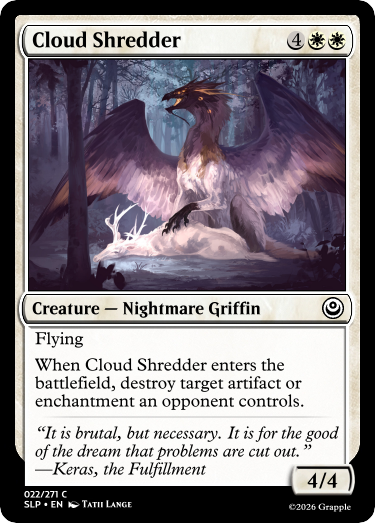 Cloud Shredder 4
Creature — Nightmare Griffin
Flying
When Cloud Shredder enters the
battlefield, destroy target artifact or
enchantment an opponent controls.
“It is brutal, but necessary. It is for the good
of the dream that problems are cut out.”
—Keras, the Fulfillment
4/4
022/271 C
SLP • EN Tatii Lange
©2026 Grapple